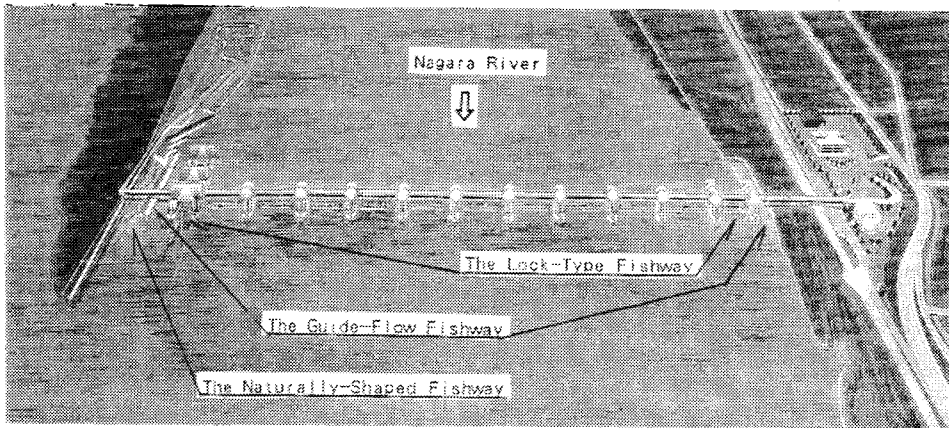 Nagara River
The Lock-Type Fishway
The Guide-Flow Fishway
The Naturally-Shaped Fishway